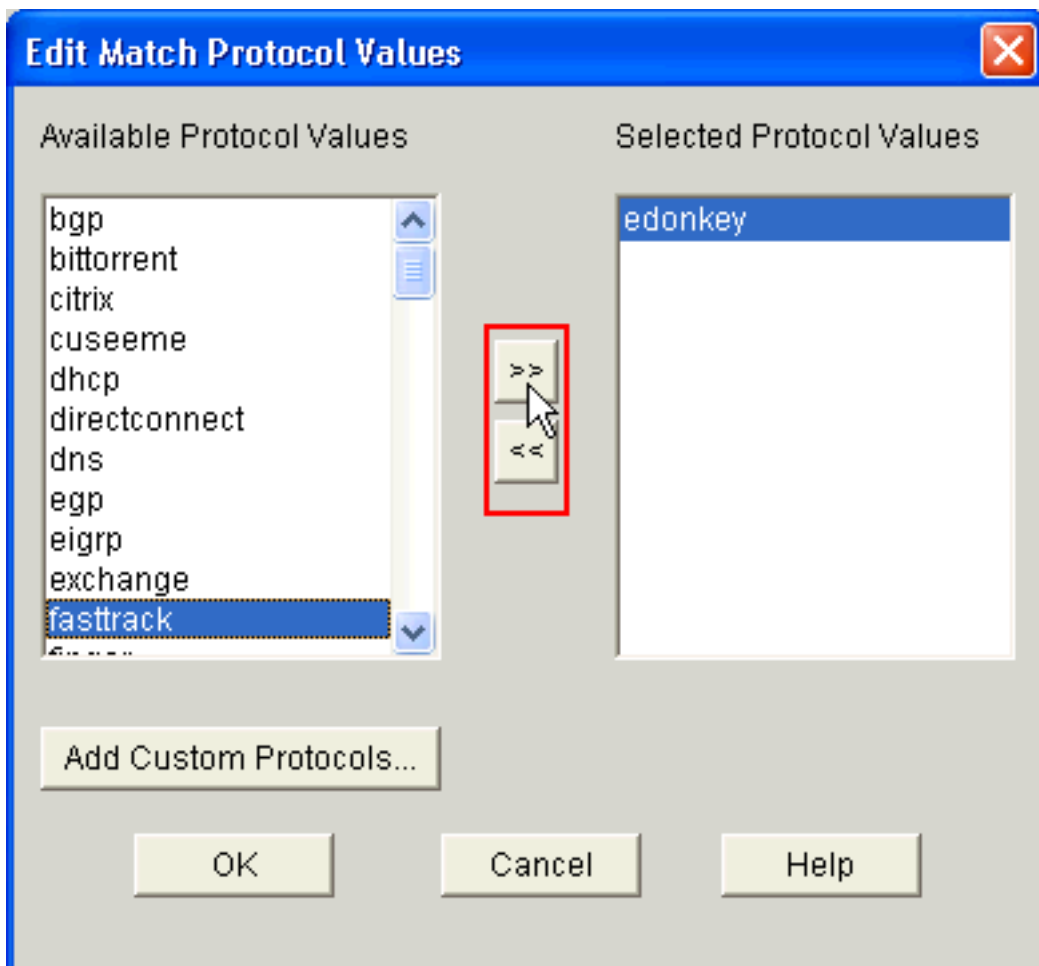 Edit Match Protocol Values
Available Protocol Values
Selected Protocol Values
bgp
bittorrent
citrix
cuseeme
dhcp
directconnect
dns
egp
eigrp
exchange
fasttrack
edonkey
>>
<<
Add Custom Protocols...
OK
Cancel
Help